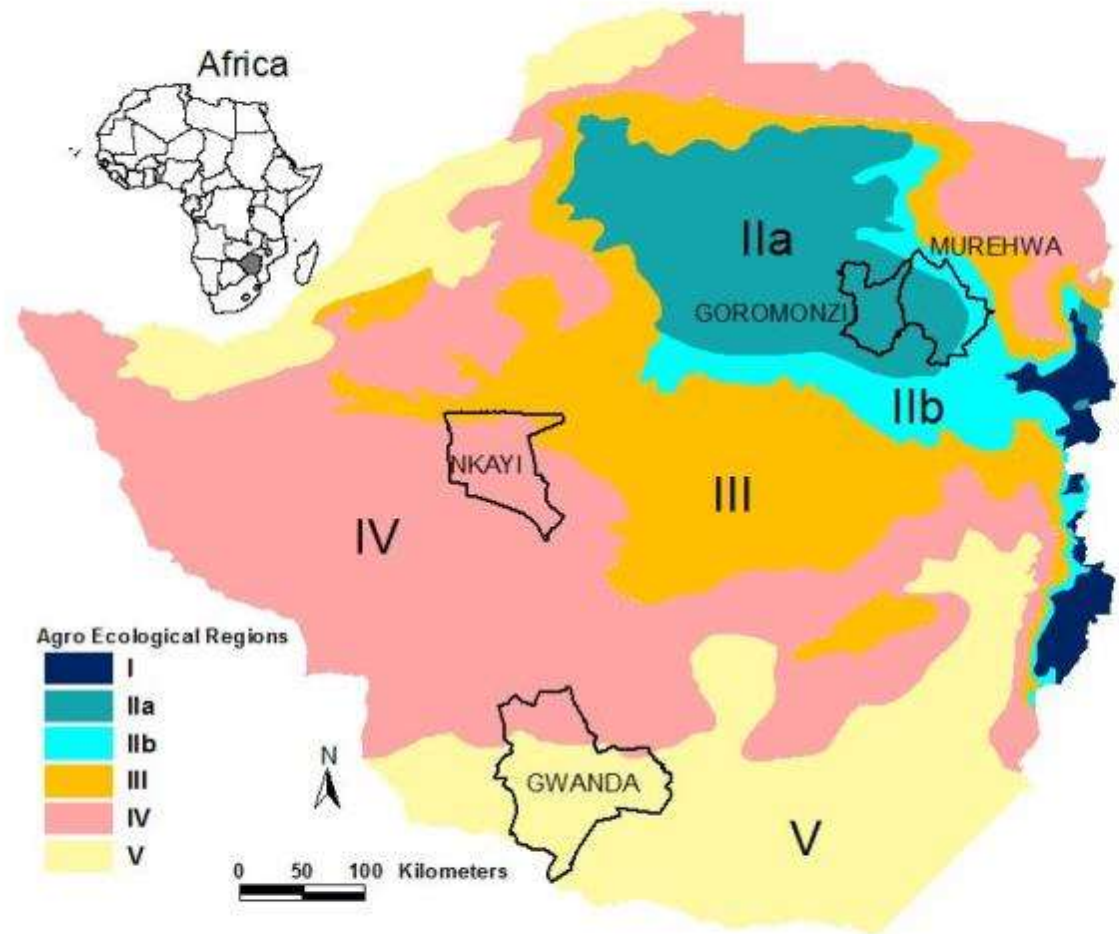 Africa
IIa
MUREHWA
GOROMONZI
IIb
NKAYI
III
IV
Agro Ecological Regions
I
IIa
IIb
III
IV
V
N
GWANDA
V
0 50 100 Kilometers